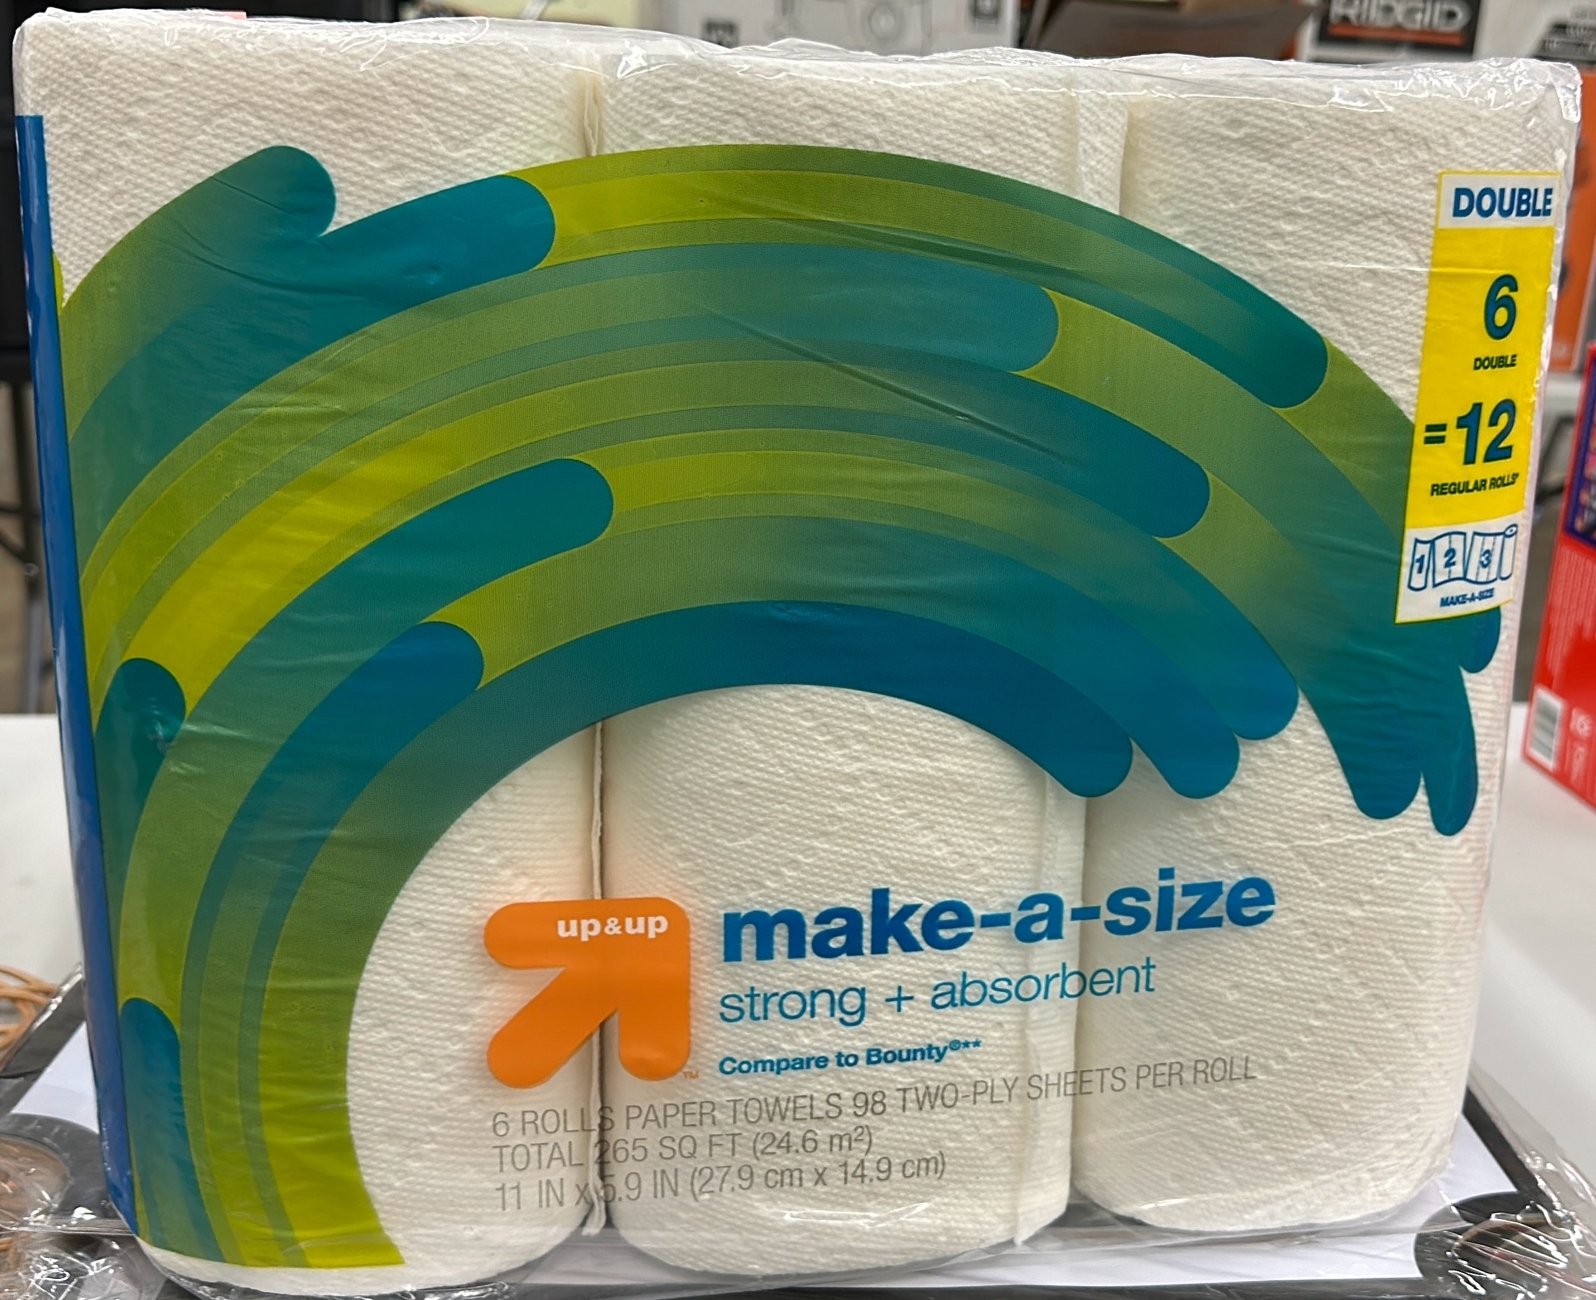 RIDGID
DOUBLE
6
DOUBLE
=12
REGULAR ROLLS*
1 2 3
MAKE-A-SIZE
up&up
make-a-size
strong + absorbent
Compare to Bounty®**
™
6 ROLLS PAPER TOWELS 98 TWO-PLY SHEETS PER ROLL
TOTAL 265 SQ FT (24.6 m²)
11 IN x 5.9 IN (27.9 cm x 14.9 cm)